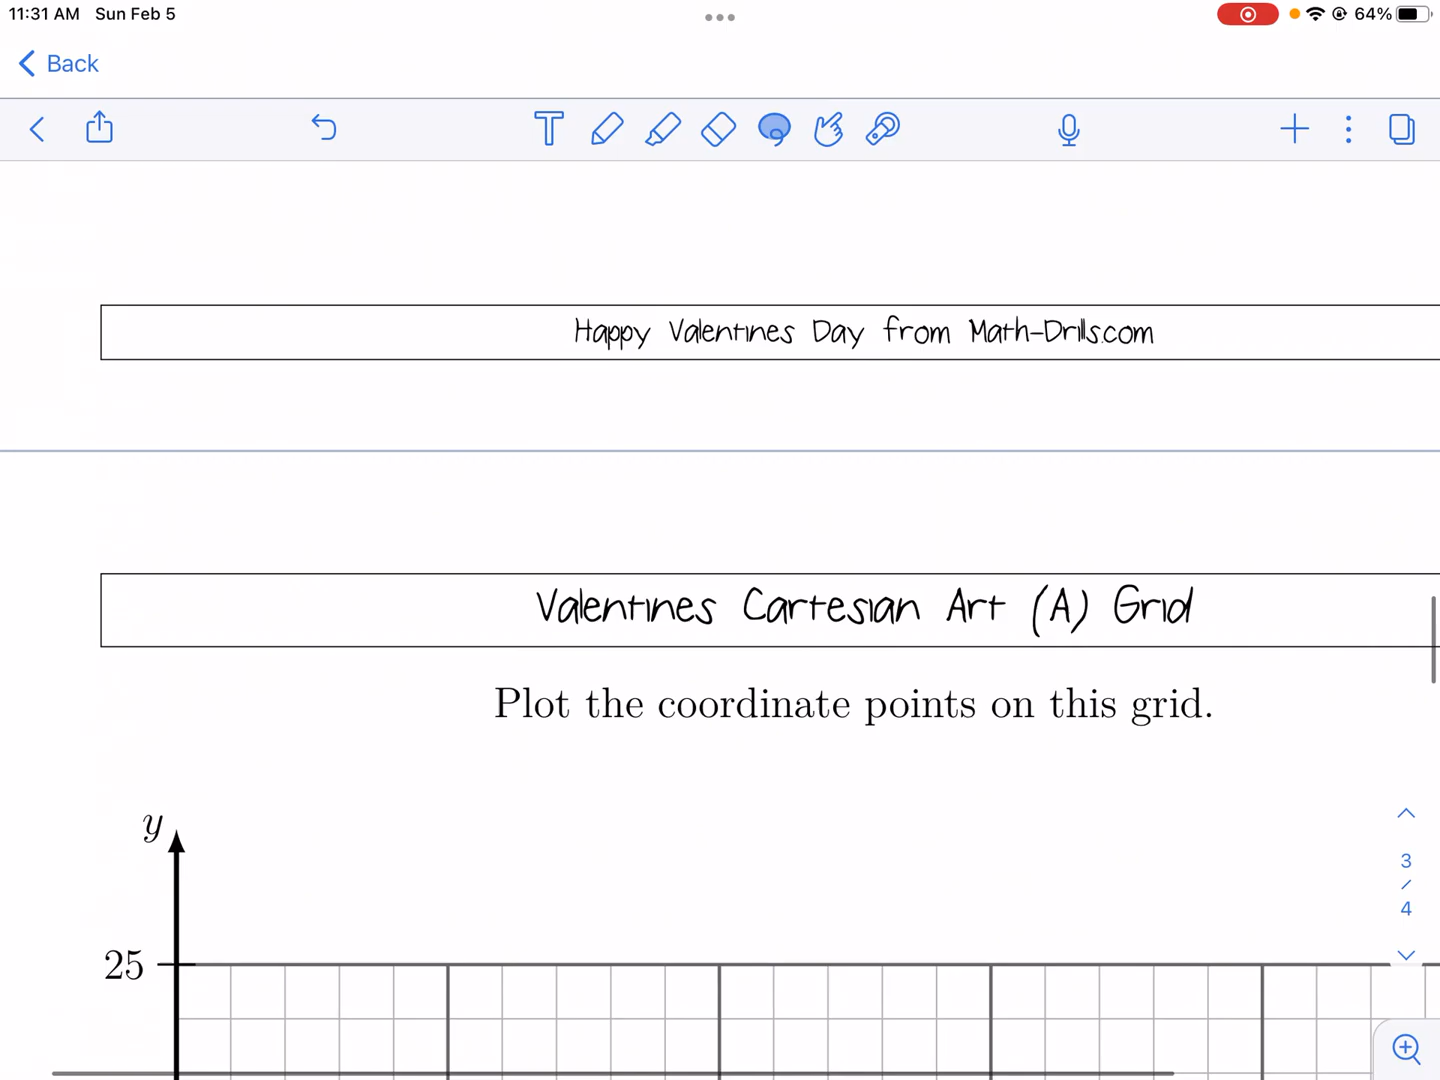 11:31 AM Sun Feb 5
64%
Back
T
Happy Valentines Day from Math-Drills.com
Valentines Cartesian Art (A) Grid
Plot the coordinate points on this grid.
y
3
/
4
25